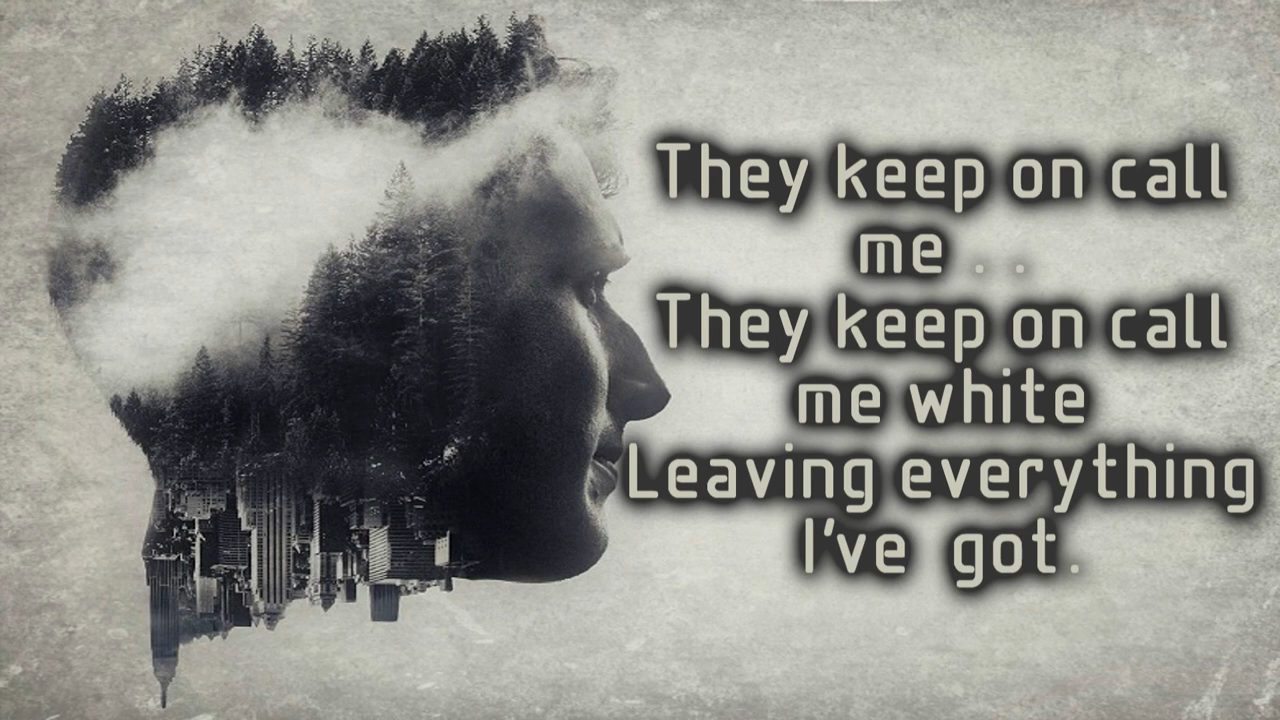 They keep on call
me . .
They keep on call
me white
Leaving everything
I've got.